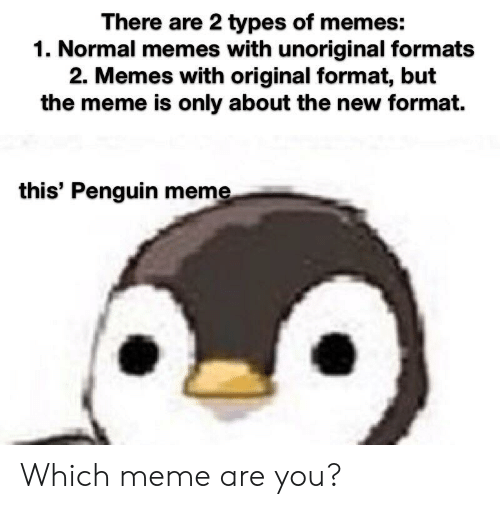 There are 2 types of memes:
1. Normal memes with unoriginal formats
2. Memes with original format, but
the meme is only about the new format.
this’ Penguin meme
Which meme are you?